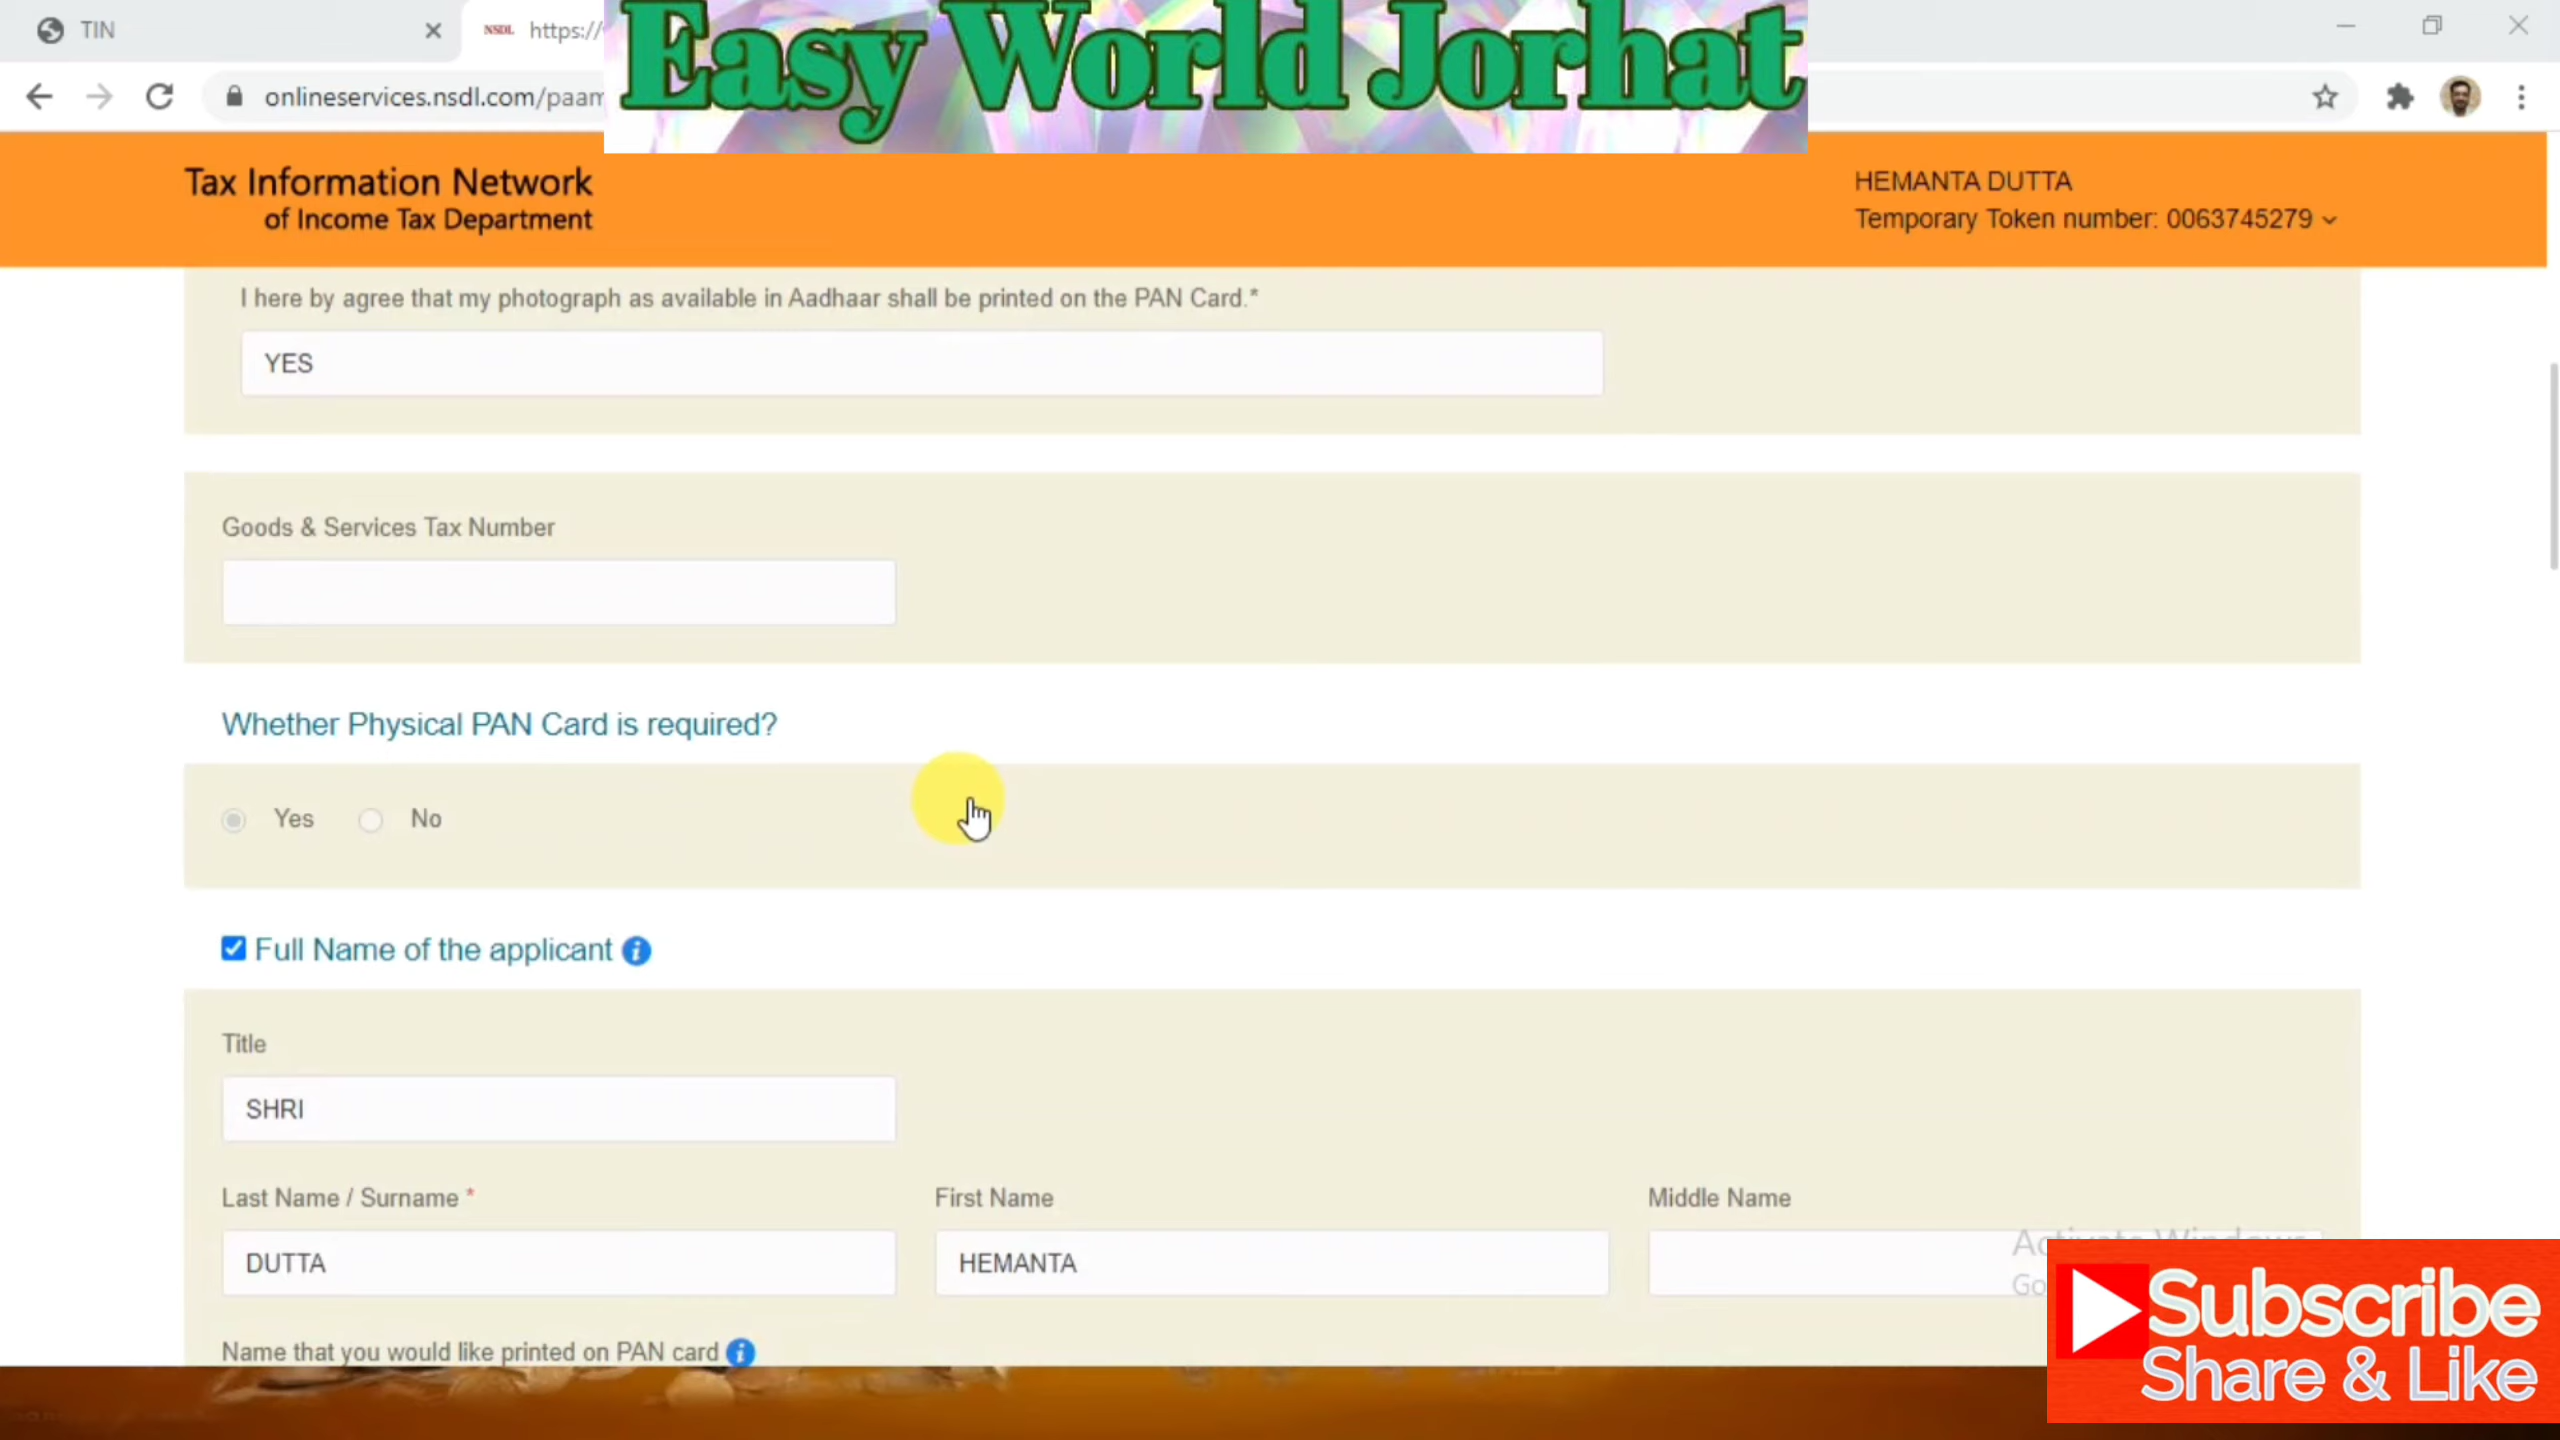 TIN
NSDL https://
Easy World Jorhat
onlineservices.nsdl.com/paam
Tax Information Network
of Income Tax Department
HEMANTA DUTTA
Temporary Token number: 0063745279
I here by agree that my photograph as available in Aadhaar shall be printed on the PAN Card.*
YES
Goods & Services Tax Number
Whether Physical PAN Card is required?
Yes No
Full Name of the applicant
Title
SHRI
Last Name / Surname * First Name Middle Name
DUTTA HEMANTA
Activate Windows
Go
Name that you would like printed on PAN card
Subscribe
Share & Like